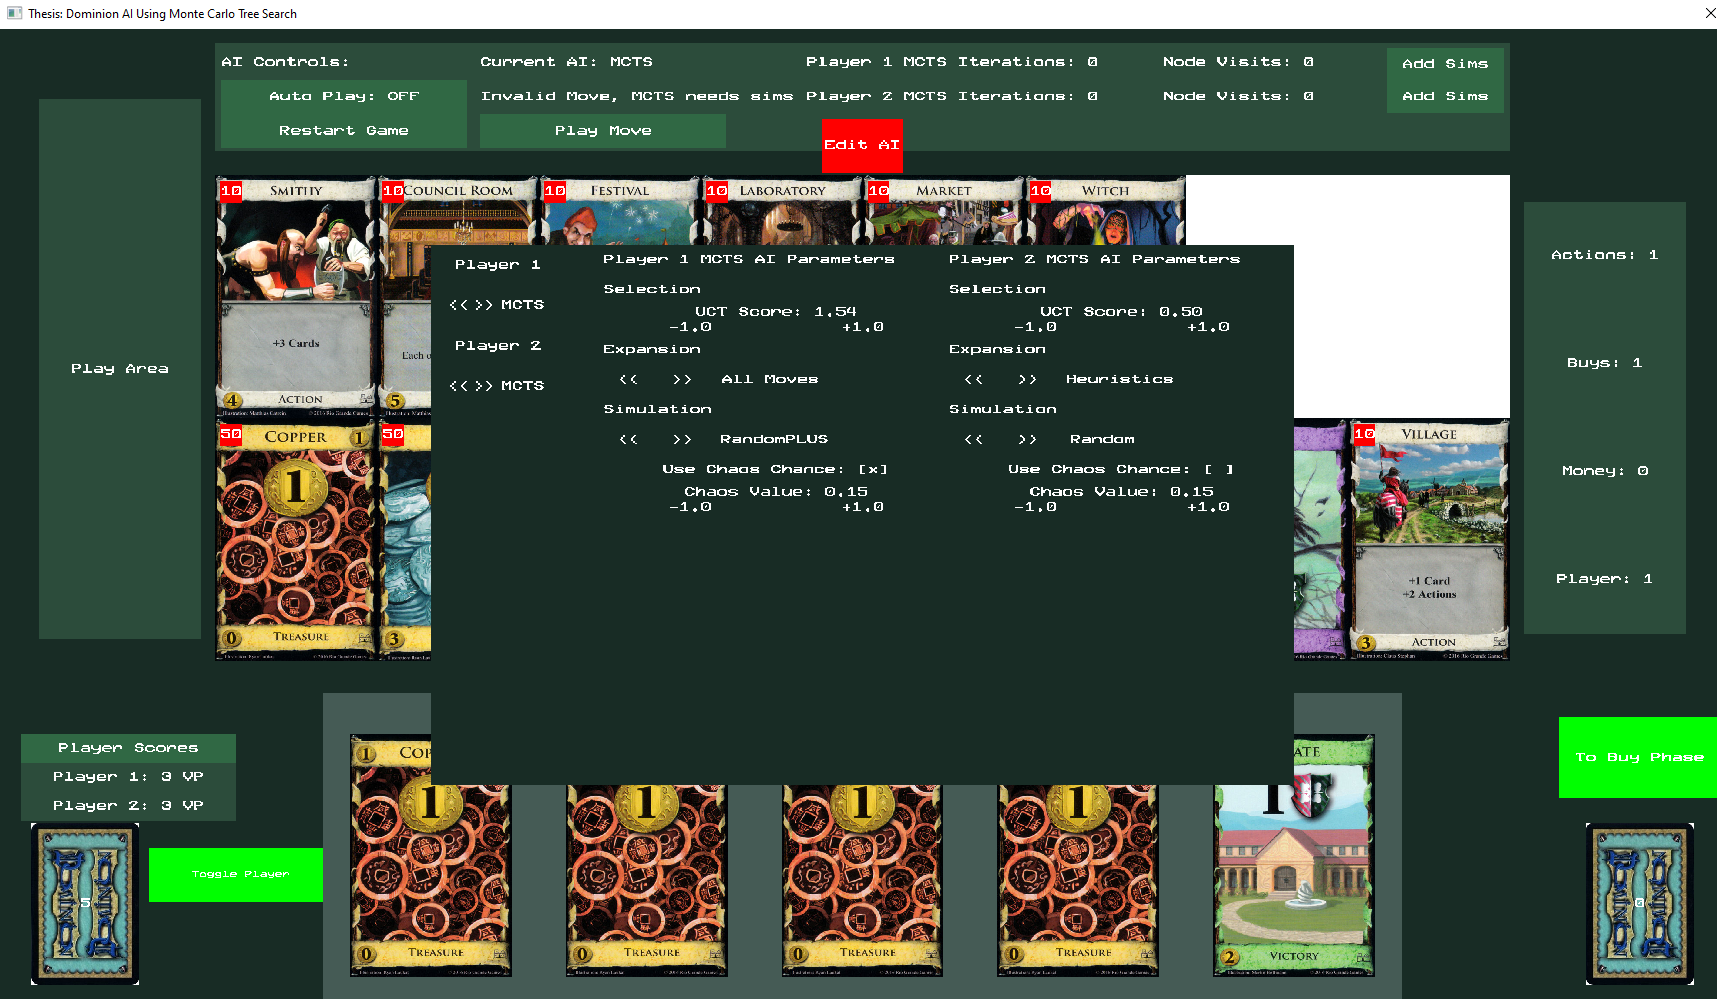 Thesis: Dominion AI Using Monte Carlo Tree Search
AI Controls:
Current AI: MCTS
Player 1 MCTS Iterations: 0
Node Visits: 0
Add Sims
Auto Play: OFF
Invalid Move, MCTS needs sims
Player 2 MCTS Iterations: 0
Node Visits: 0
Add Sims
Restart Game
Play Move
Edit AI
10 SMITHY
10 COUNCIL ROOM
10 FESTIVAL
10 LABORATORY
10 MARKET
10 WITCH
+3 Cards
Each o
4 ACTION
5
Player 1
<< >> MCTS
Player 2
<< >> MCTS
Player 1 MCTS AI Parameters
Selection
UCT Score: 1.54
-1.0 +1.0
Expansion
<< >> All Moves
Simulation
<< >> RandomPLUS
Use Chaos Chance: [x]
Chaos Value: 0.15
-1.0 +1.0
Player 2 MCTS AI Parameters
Selection
UCT Score: 0.50
-1.0 +1.0
Expansion
<< >> Heuristics
Simulation
<< >> Random
Use Chaos Chance: [ ]
Chaos Value: 0.15
-1.0 +1.0
Play Area
Actions: 1
Buys: 1
Money: 0
Player: 1
50 COPPER 1
1
0 TREASURE
50
3
10 VILLAGE
+1 Card
+2 Actions
3 ACTION
Player Scores
Player 1: 3 VP
Player 2: 3 VP
5
DOMINION
Toggle Player
1 COP
1
0 TREASURE
1
0 TREASURE
1
0 TREASURE
1
0 TREASURE
ATE
1
2 VICTORY
To Buy Phase
0
DOMINION